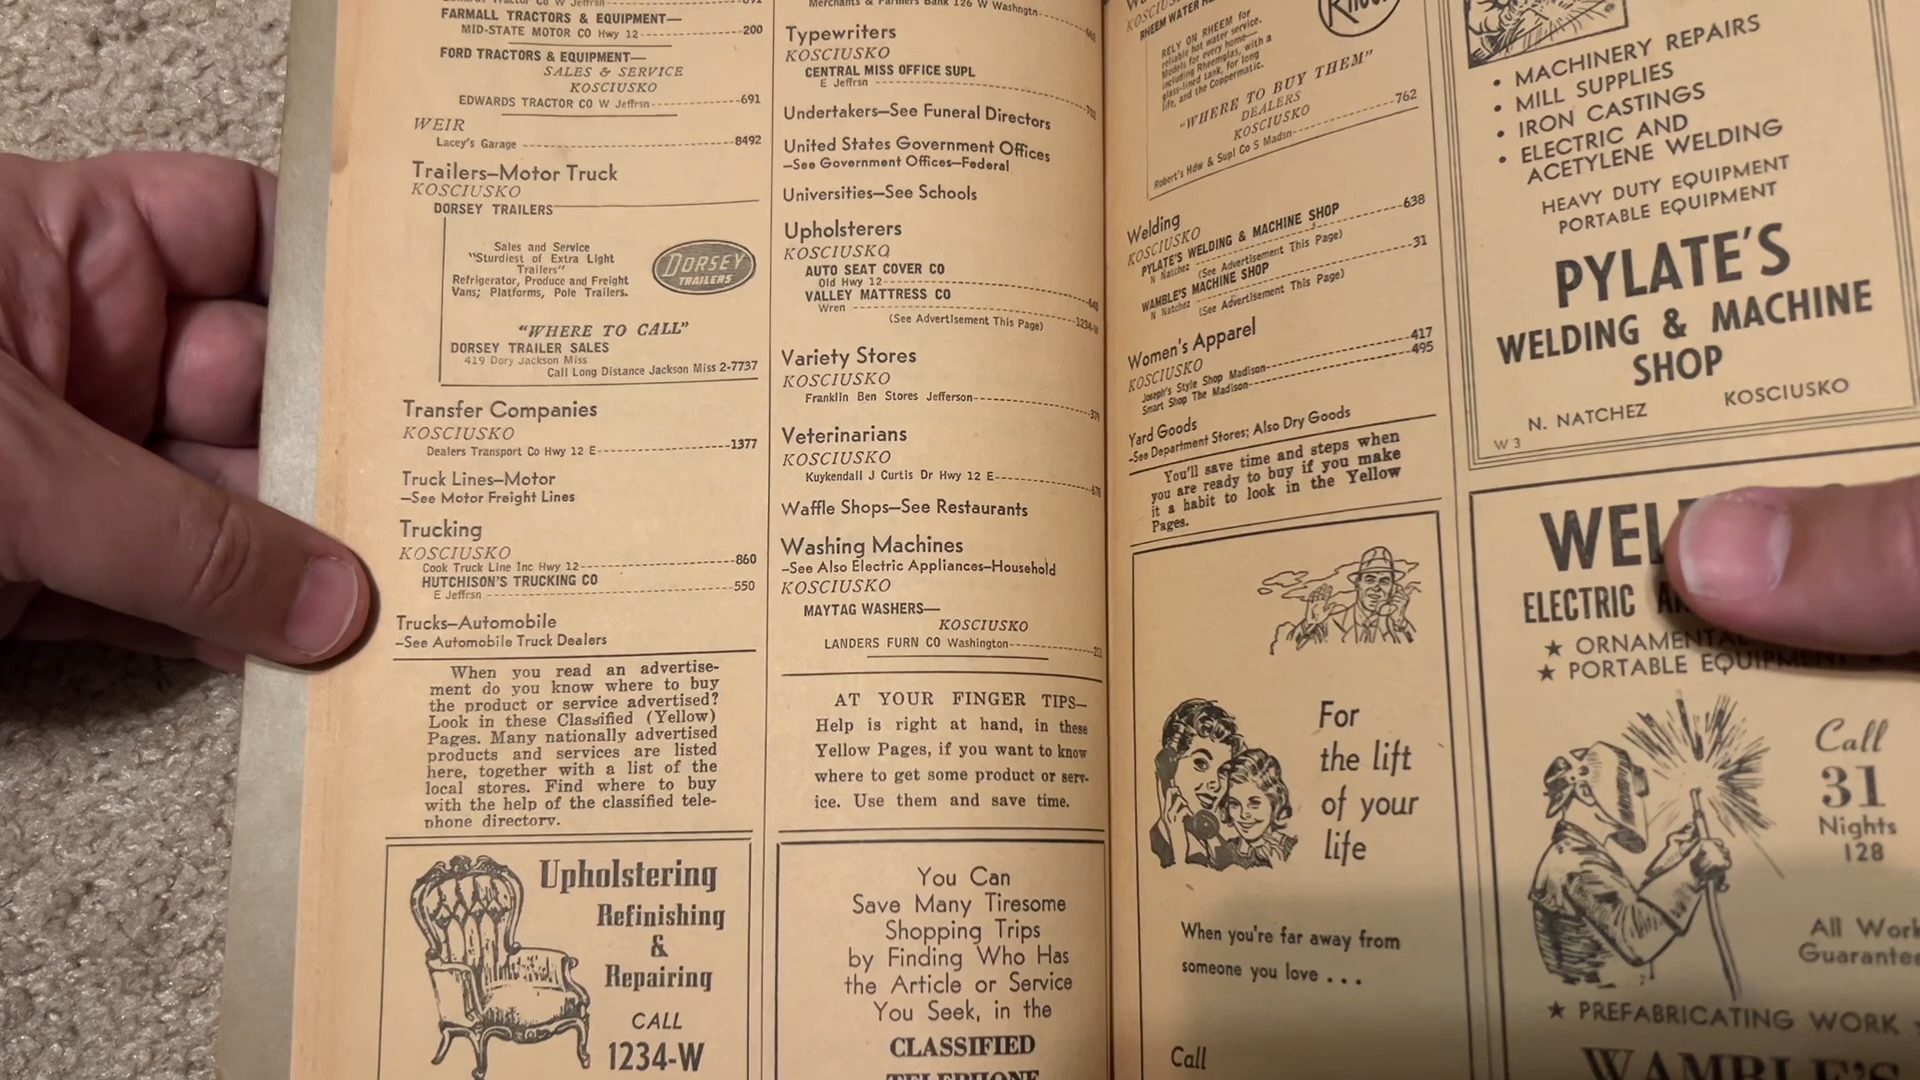 FARMALL TRACTORS & EQUIPMENT—
MID-STATE MOTOR CO Hwy 12 200
FORD TRACTORS & EQUIPMENT—
SALES & SERVICE
KOSCIUSKO
EDWARDS TRACTOR CO W Jeffrsn 691
WEIR
Lacey's Garage 8492
Trailers—Motor Truck
KOSCIUSKO
DORSEY TRAILERS
Sales and Service
"Sturdiest of Extra Light
Trailers"
Refrigerator, Produce and Freight
Vans; Platforms, Pole Trailers.
DORSEY
TRAILERS
"WHERE TO CALL"
DORSEY TRAILER SALES
419 Dory Jackson Miss
Call Long Distance Jackson Miss 2-7737
Transfer Companies
KOSCIUSKO
Dealers Transport Co Hwy 12 E 1377
Truck Lines—Motor
—See Motor Freight Lines
Trucking
KOSCIUSKO
Cook Truck Line Inc Hwy 12 860
HUTCHISON'S TRUCKING CO
E Jeffrsn 550
Trucks—Automobile
—See Automobile Truck Dealers
When you read an advertise-
ment do you know where to buy
the product or service advertised?
Look in these Classified (Yellow)
Pages. Many nationally advertised
products and services are listed
here, together with a list of the
local stores. Find where to buy
with the help of the classified tele-
phone directory.
Upholstering
Refinishing
&
Repairing
CALL
1234-W
Merchants & Farmers Bank 126 W Washngtn
Typewriters
KOSCIUSKO
CENTRAL MISS OFFICE SUPL
E Jeffrsn
Undertakers—See Funeral Directors
United States Government Offices
—See Government Offices—Federal
Universities—See Schools
Upholsterers
KOSCIUSKO
AUTO SEAT COVER CO
Old Hwy 12
VALLEY MATTRESS CO
Wren 1234-W
(See Advertisement This Page)
Variety Stores
KOSCIUSKO
Franklin Ben Stores Jefferson
Veterinarians
KOSCIUSKO
Kuykendall J Curtis Dr Hwy 12 E
Waffle Shops—See Restaurants
Washing Machines
—See Also Electric Appliances—Household
KOSCIUSKO
MAYTAG WASHERS—
KOSCIUSKO
LANDERS FURN CO Washington
AT YOUR FINGER TIPS—
Help is right at hand, in these
Yellow Pages, if you want to know
where to get some product or serv-
ice. Use them and save time.
You Can
Save Many Tiresome
Shopping Trips
by Finding Who Has
the Article or Service
You Seek, in the
CLASSIFIED
TELEPHONE
RELY ON RHEEM for
reliable hot water service.
Models for every home—
including Rheemglas, with a
glass-lined tank, for long
life, and the Coppermatic.
"WHERE TO BUY THEM"
DEALERS
KOSCIUSKO
Robert's Hdw & Supl Co S Madsn 762
Welding
KOSCIUSKO
PYLATE'S WELDING & MACHINE SHOP
N Natchez 638
(See Advertisement This Page)
WAMBLE'S MACHINE SHOP
N Natchez 31
(See Advertisement This Page)
Women's Apparel
KOSCIUSKO
Joseph's Style Shop Madison 417
Smart Shop The Madison 495
Yard Goods
—See Department Stores; Also Dry Goods
You'll save time and steps when
you are ready to buy if you make
it a habit to look in the Yellow
Pages.
For
the lift
of your
life
When you're far away from
someone you love . . .
Call
• MACHINERY REPAIRS
• MILL SUPPLIES
• IRON CASTINGS
• ELECTRIC AND
ACETYLENE WELDING
HEAVY DUTY EQUIPMENT
PORTABLE EQUIPMENT
PYLATE'S
WELDING & MACHINE
SHOP
N. NATCHEZ KOSCIUSKO
W 3
ELECTRIC
★ ORNAMENTAL
★ PORTABLE EQUIPMENT
Call
31
Nights
128
All Work
★ PREFABRICATING WORK
WAMBLE'S